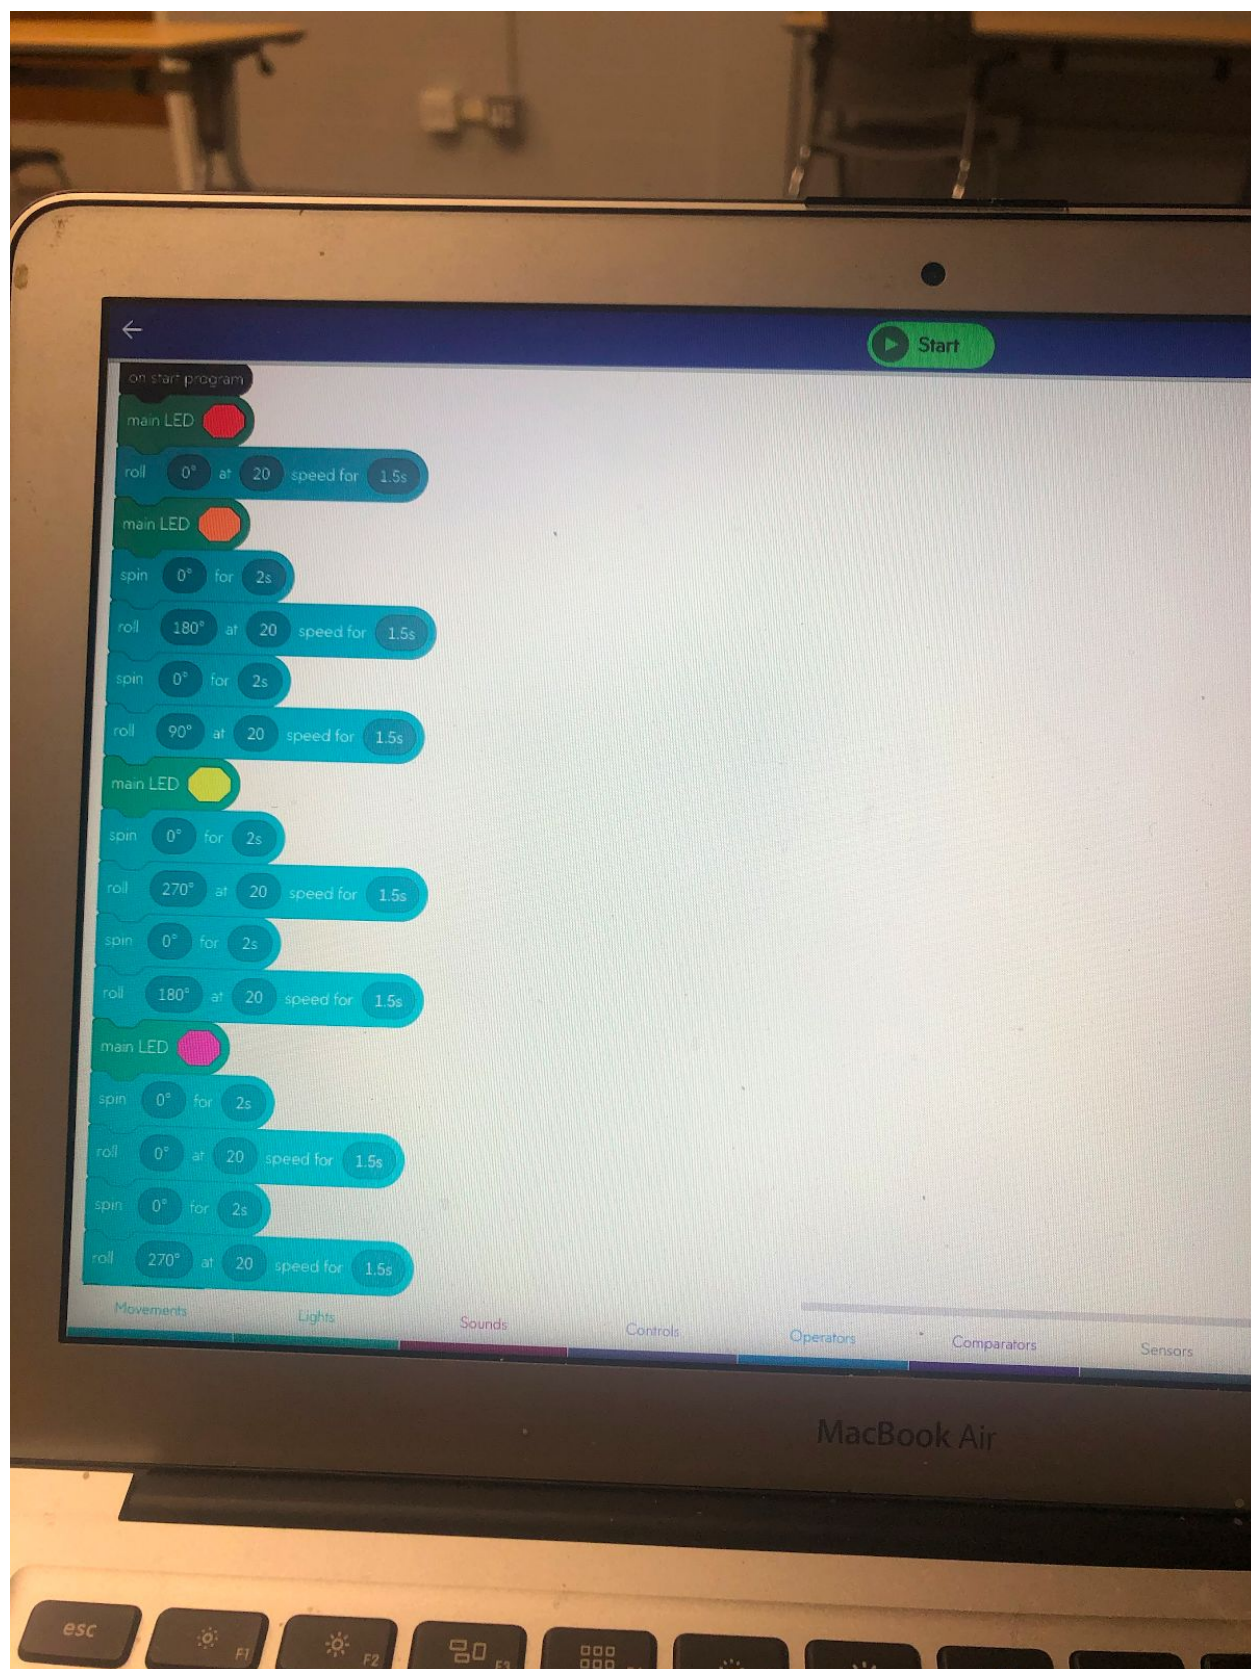 Start
on start program
main LED
roll 0° at 20 speed for 1.5s
main LED
spin 0° for 2s
roll 180° at 20 speed for 1.5s
spin 0° for 2s
roll 90° at 20 speed for 1.5s
main LED
spin 0° for 2s
roll 270° at 20 speed for 1.5s
spin 0° for 2s
roll 180° at 20 speed for 1.5s
main LED
spin 0° for 2s
roll 0° at 20 speed for 1.5s
spin 0° for 2s
roll 270° at 20 speed for 1.5s
Movements Lights Sounds Controls Operators Comparators Sensors
MacBook Air
esc F1 F2 F3